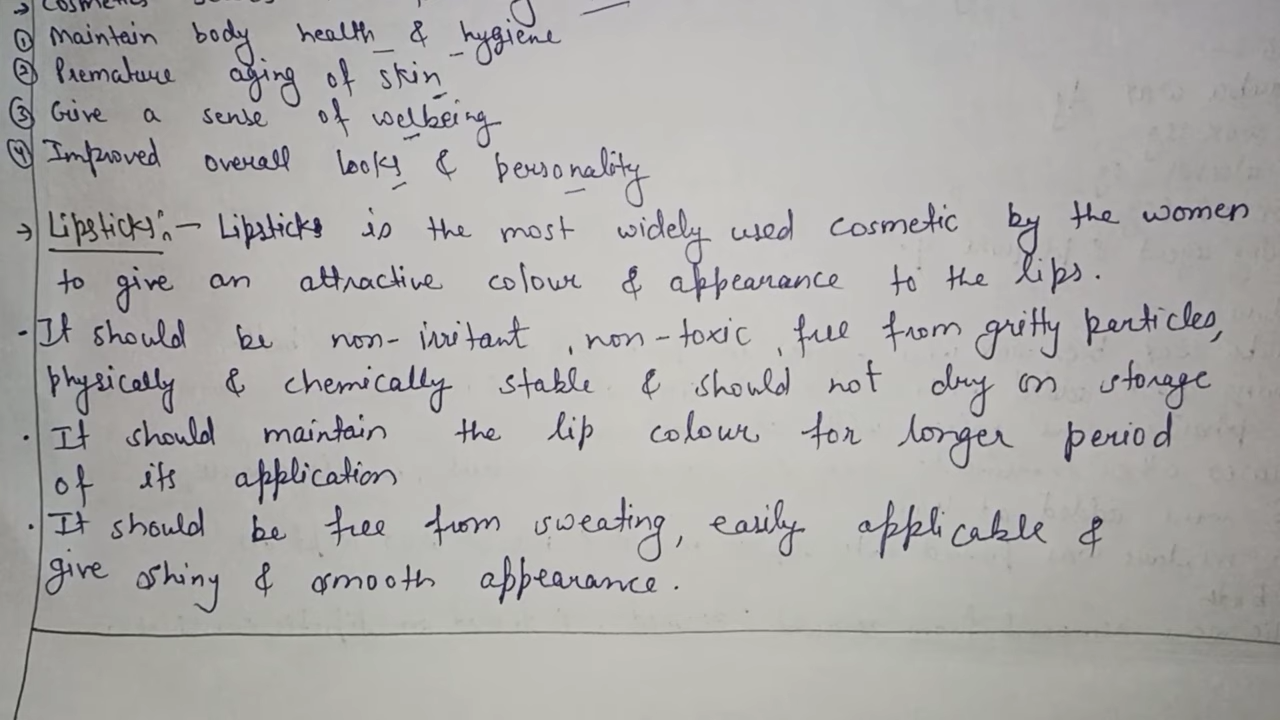 → Cosmetics
① Maintain body health & hygiene
② Premature aging of skin
③ Give a sense of welbeing
④ Improved overall looks & personality
→ Lipsticks :- Lipsticks is the most widely used cosmetic by the women
to give an attractive colour & appearance to the lips.
· It should be non-irritant, non-toxic, free from gritty particles,
physically & chemically stable & should not dry on storage
· It should maintain the lip colour for longer period
of its application
· It should be free from sweating, easily applicable &
give shiny & smooth appearance.